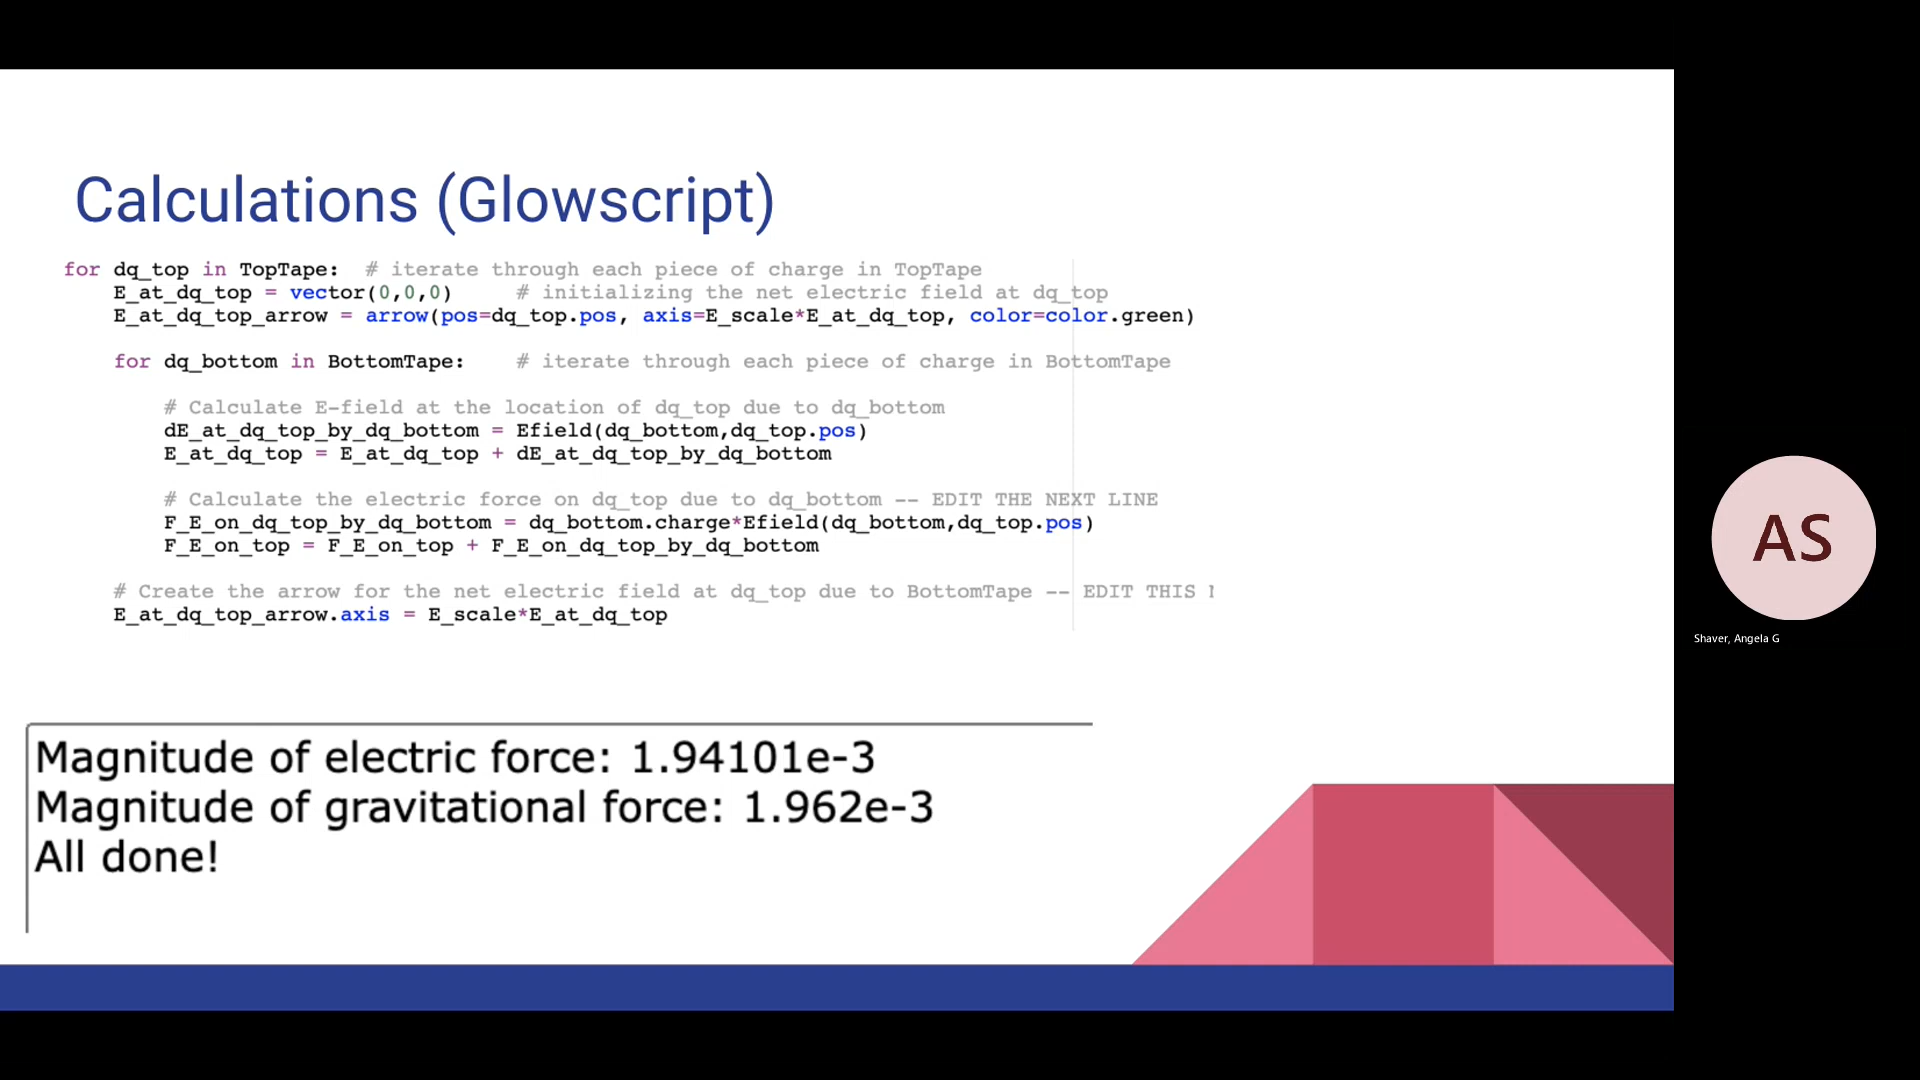 Calculations (Glowscript)
for dq_top in TopTape:  # iterate through each piece of charge in TopTape
    E_at_dq_top = vector(0,0,0)     # initializing the net electric field at dq_top
    E_at_dq_top_arrow = arrow(pos=dq_top.pos, axis=E_scale*E_at_dq_top, color=color.green)
    for dq_bottom in BottomTape:    # iterate through each piece of charge in BottomTape
        # Calculate E-field at the location of dq_top due to dq_bottom
        dE_at_dq_top_by_dq_bottom = Efield(dq_bottom,dq_top.pos)
        E_at_dq_top = E_at_dq_top + dE_at_dq_top_by_dq_bottom
        # Calculate the electric force on dq_top due to dq_bottom -- EDIT THE NEXT LINE
        F_E_on_dq_top_by_dq_bottom = dq_bottom.charge*Efield(dq_bottom,dq_top.pos)
        F_E_on_top = F_E_on_top + F_E_on_dq_top_by_dq_bottom
    # Create the arrow for the net electric field at dq_top due to BottomTape -- EDIT THIS
    E_at_dq_top_arrow.axis = E_scale*E_at_dq_top
Magnitude of electric force: 1.94101e-3
Magnitude of gravitational force: 1.962e-3
All done!
AS
Shaver, Angela G